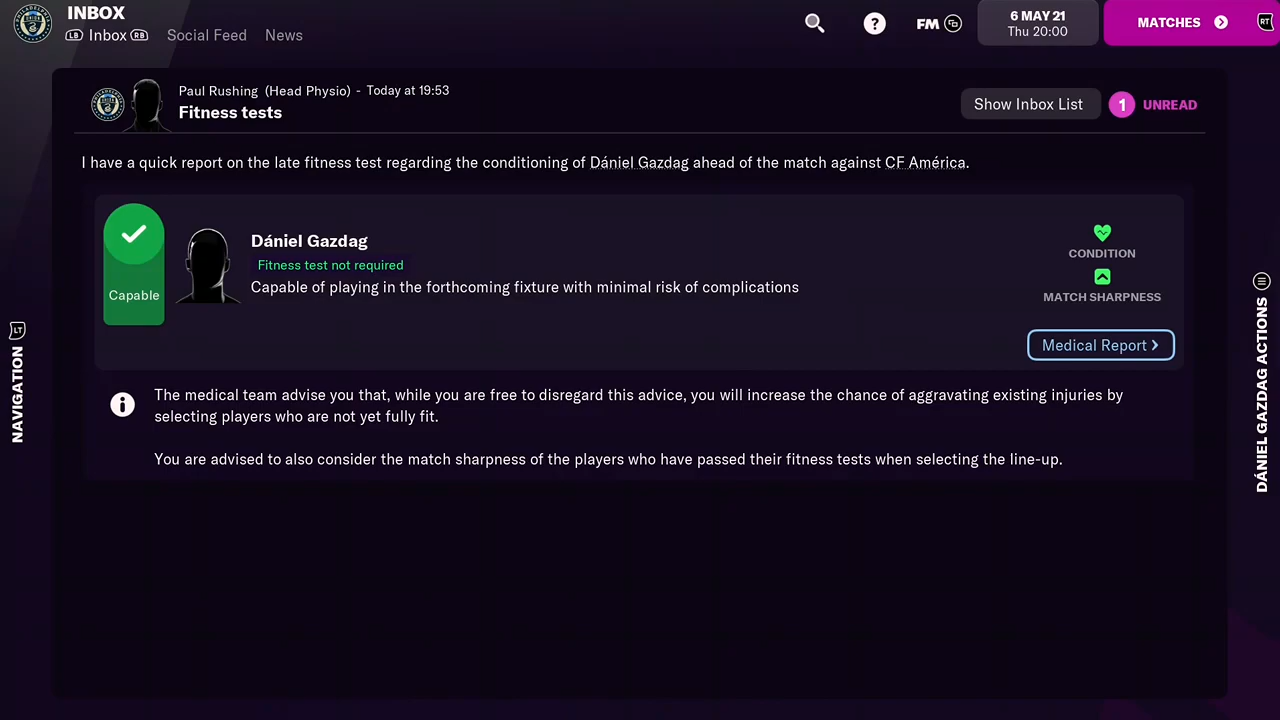 INBOX
LB Inbox RB Social Feed News
FM
6 MAY 21
Thu 20:00
MATCHES
RT
Paul Rushing (Head Physio) - Today at 19:53
Fitness tests
Show Inbox List
1 UNREAD
I have a quick report on the late fitness test regarding the conditioning of Dániel Gazdag ahead of the match against CF América.
Capable
Dániel Gazdag
Fitness test not required
Capable of playing in the forthcoming fixture with minimal risk of complications
CONDITION
MATCH SHARPNESS
Medical Report
The medical team advise you that, while you are free to disregard this advice, you will increase the chance of aggravating existing injuries by
selecting players who are not yet fully fit.
You are advised to also consider the match sharpness of the players who have passed their fitness tests when selecting the line-up.
NAVIGATION LT
DÁNIEL GAZDAG ACTIONS